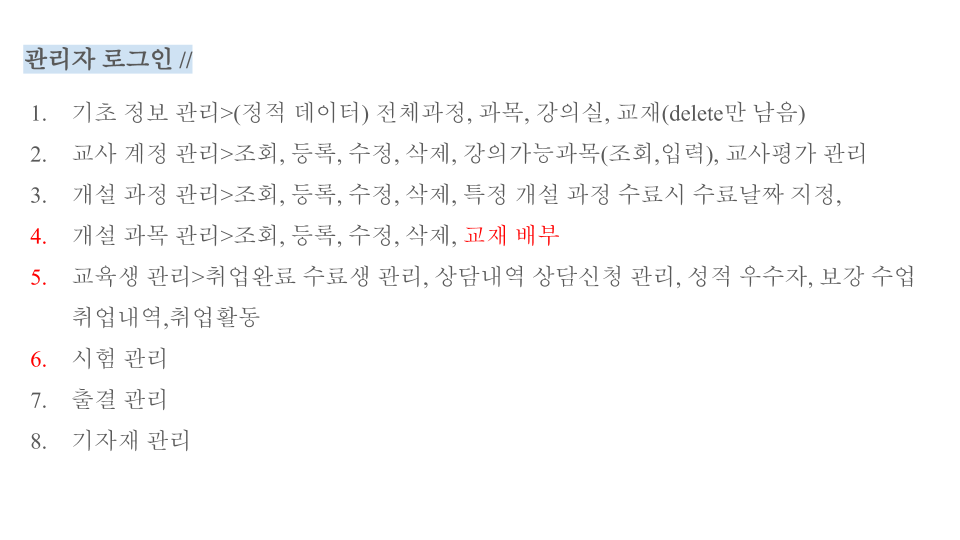 관리자 로그인 //
1. 기초 정보 관리>(정적 데이터) 전체과정, 과목, 강의실, 교재(delete만 남음)
2. 교사 계정 관리>조회, 등록, 수정, 삭제, 강의가능과목(조회,입력), 교사평가 관리
3. 개설 과정 관리>조회, 등록, 수정, 삭제, 특정 개설 과정 수료시 수료날짜 지정,
4. 개설 과목 관리>조회, 등록, 수정, 삭제, 교재 배부
5. 교육생 관리>취업완료 수료생 관리, 상담내역 상담신청 관리, 성적 우수자, 보강 수업
취업내역,취업활동
6. 시험 관리
7. 출결 관리
8. 기자재 관리